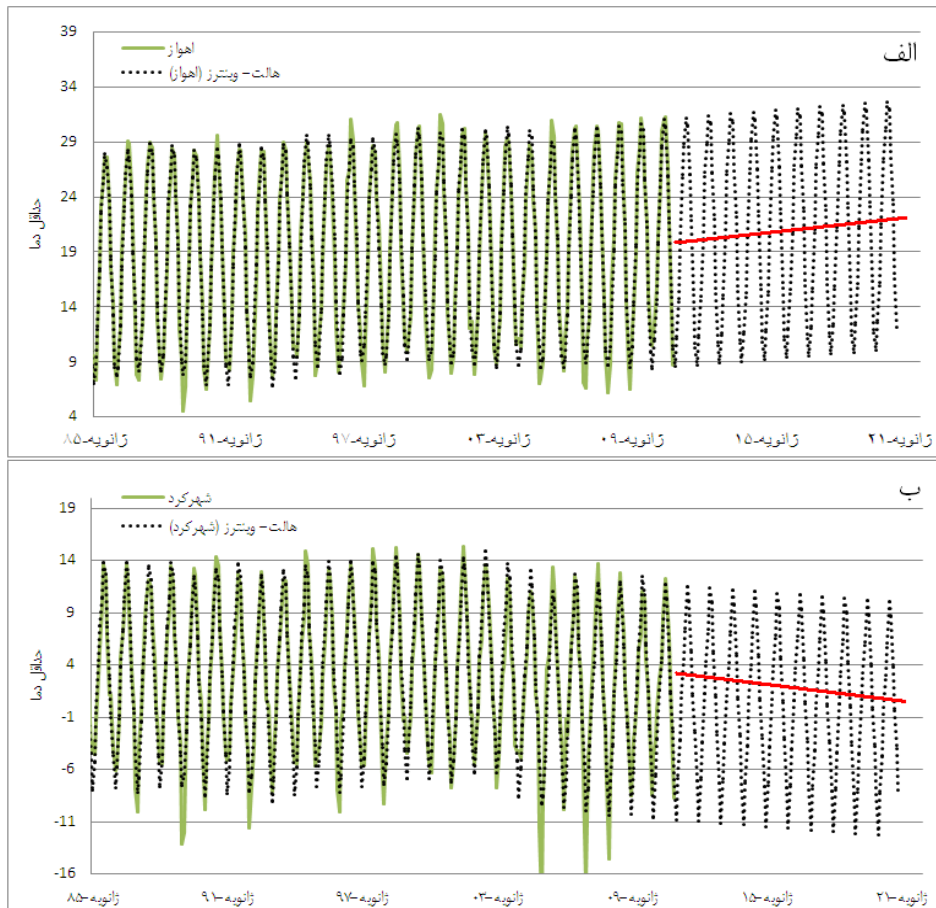 الف
39
34
29
24
19
14
9
4
حداقل دما
اهواز
هالت- وینترز (اهواز)
ژانویه-۸۵
ژانویه-۹۱
ژانویه-۹۷
ژانویه-۰۳
ژانویه-۰۹
ژانویه-۱۵
ژانویه-۲۱
ب
19
14
9
4
-1
-6
-11
-16
حداقل دما
شهرکرد
هالت- وینترز (شهرکرد)
ژانویه-۸۵
ژانویه-۹۱
ژانویه-۹۷
ژانویه-۰۳
ژانویه-۰۹
ژانویه-۱۵
ژانویه-۲۱